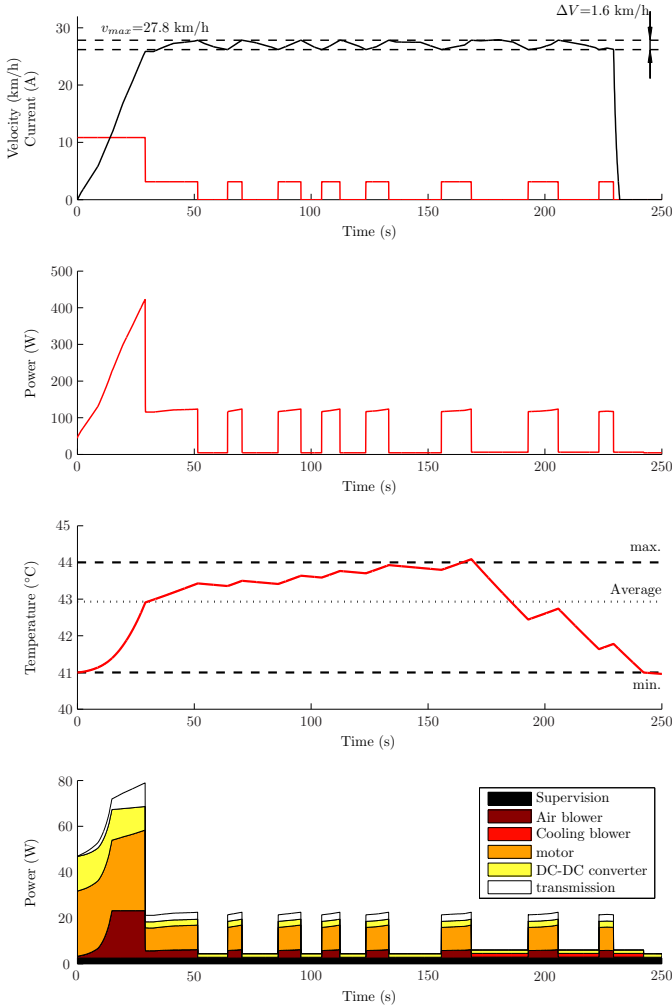 ΔV=1.6 km/h
v_max=27.8 km/h
Velocity (km/h)
Current (A)
30
20
10
0
0 50 100 150 200 250
Time (s)
Power (W)
500
400
300
200
100
0
0 50 100 150 200 250
Time (s)
Temperature (°C)
45
44
43
42
41
40
max.
Average
min.
0 50 100 150 200 250
Time (s)
Power (W)
80
60
40
20
0
Supervision
Air blower
Cooling blower
motor
DC-DC converter
transmission
0 50 100 150 200 250
Time (s)